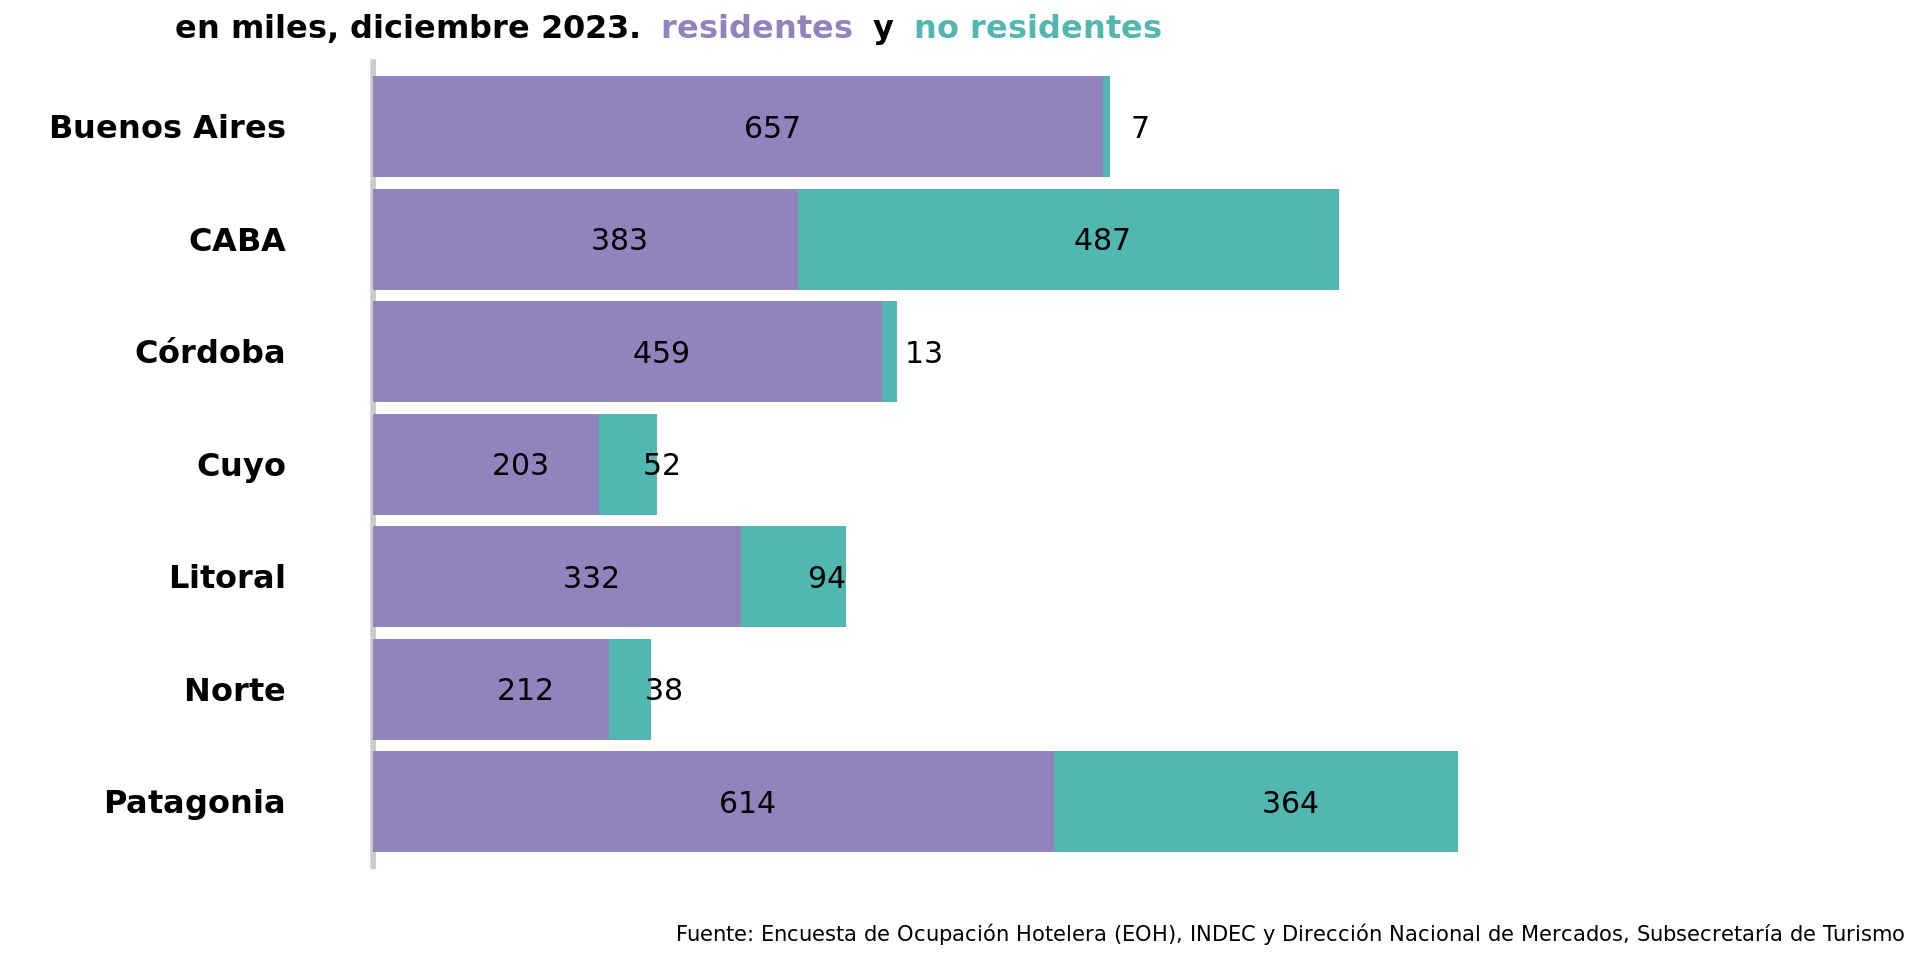 en miles, diciembre 2023. residentes y no residentes
Buenos Aires 657 7
CABA 383 487
Córdoba 459 13
Cuyo 203 52
Litoral 332 94
Norte 212 38
Patagonia 614 364
Fuente: Encuesta de Ocupación Hotelera (EOH), INDEC y Dirección Nacional de Mercados, Subsecretaría de Turismo